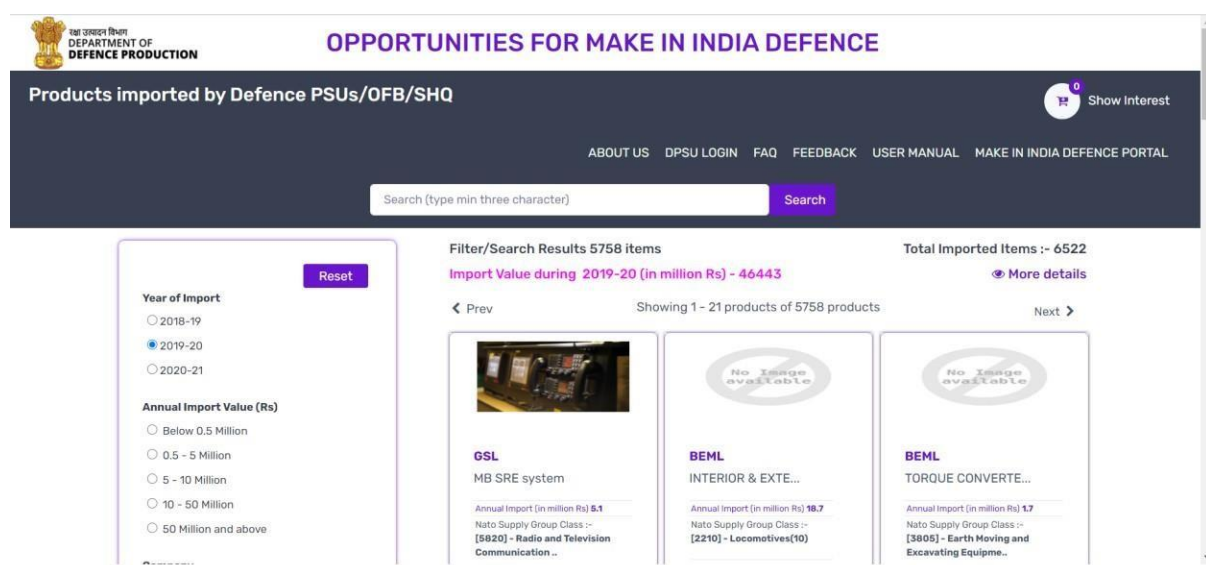 रक्षा उत्पादन विभाग
DEPARTMENT OF
DEFENCE PRODUCTION
OPPORTUNITIES FOR MAKE IN INDIA DEFENCE
Products imported by Defence PSUs/OFB/SHQ
0
Show Interest
ABOUT US DPSU LOGIN FAQ FEEDBACK USER MANUAL MAKE IN INDIA DEFENCE PORTAL
Search (type min three character)
Search
Reset
Year of Import
2018-19
2019-20
2020-21
Annual Import Value (Rs)
Below 0.5 Million
0.5 - 5 Million
5 - 10 Million
10 - 50 Million
50 Million and above
Filter/Search Results 5758 items
Total Imported Items :- 6522
Import Value during 2019-20 (in million Rs) - 46443
More details
Prev
Showing 1 - 21 products of 5758 products
Next
GSL
MB SRE system
Annual Import (in million Rs) 5.1
Nato Supply Group Class :-
[5820] - Radio and Television
Communication ..
No Image
available
BEML
INTERIOR & EXTE...
Annual Import (in million Rs) 18.7
Nato Supply Group Class :-
[2210] - Locomotives(10)
No Image
available
BEML
TORQUE CONVERTE...
Annual Import (in million Rs) 1.7
Nato Supply Group Class :-
[3805] - Earth Moving and
Excavating Equipme..